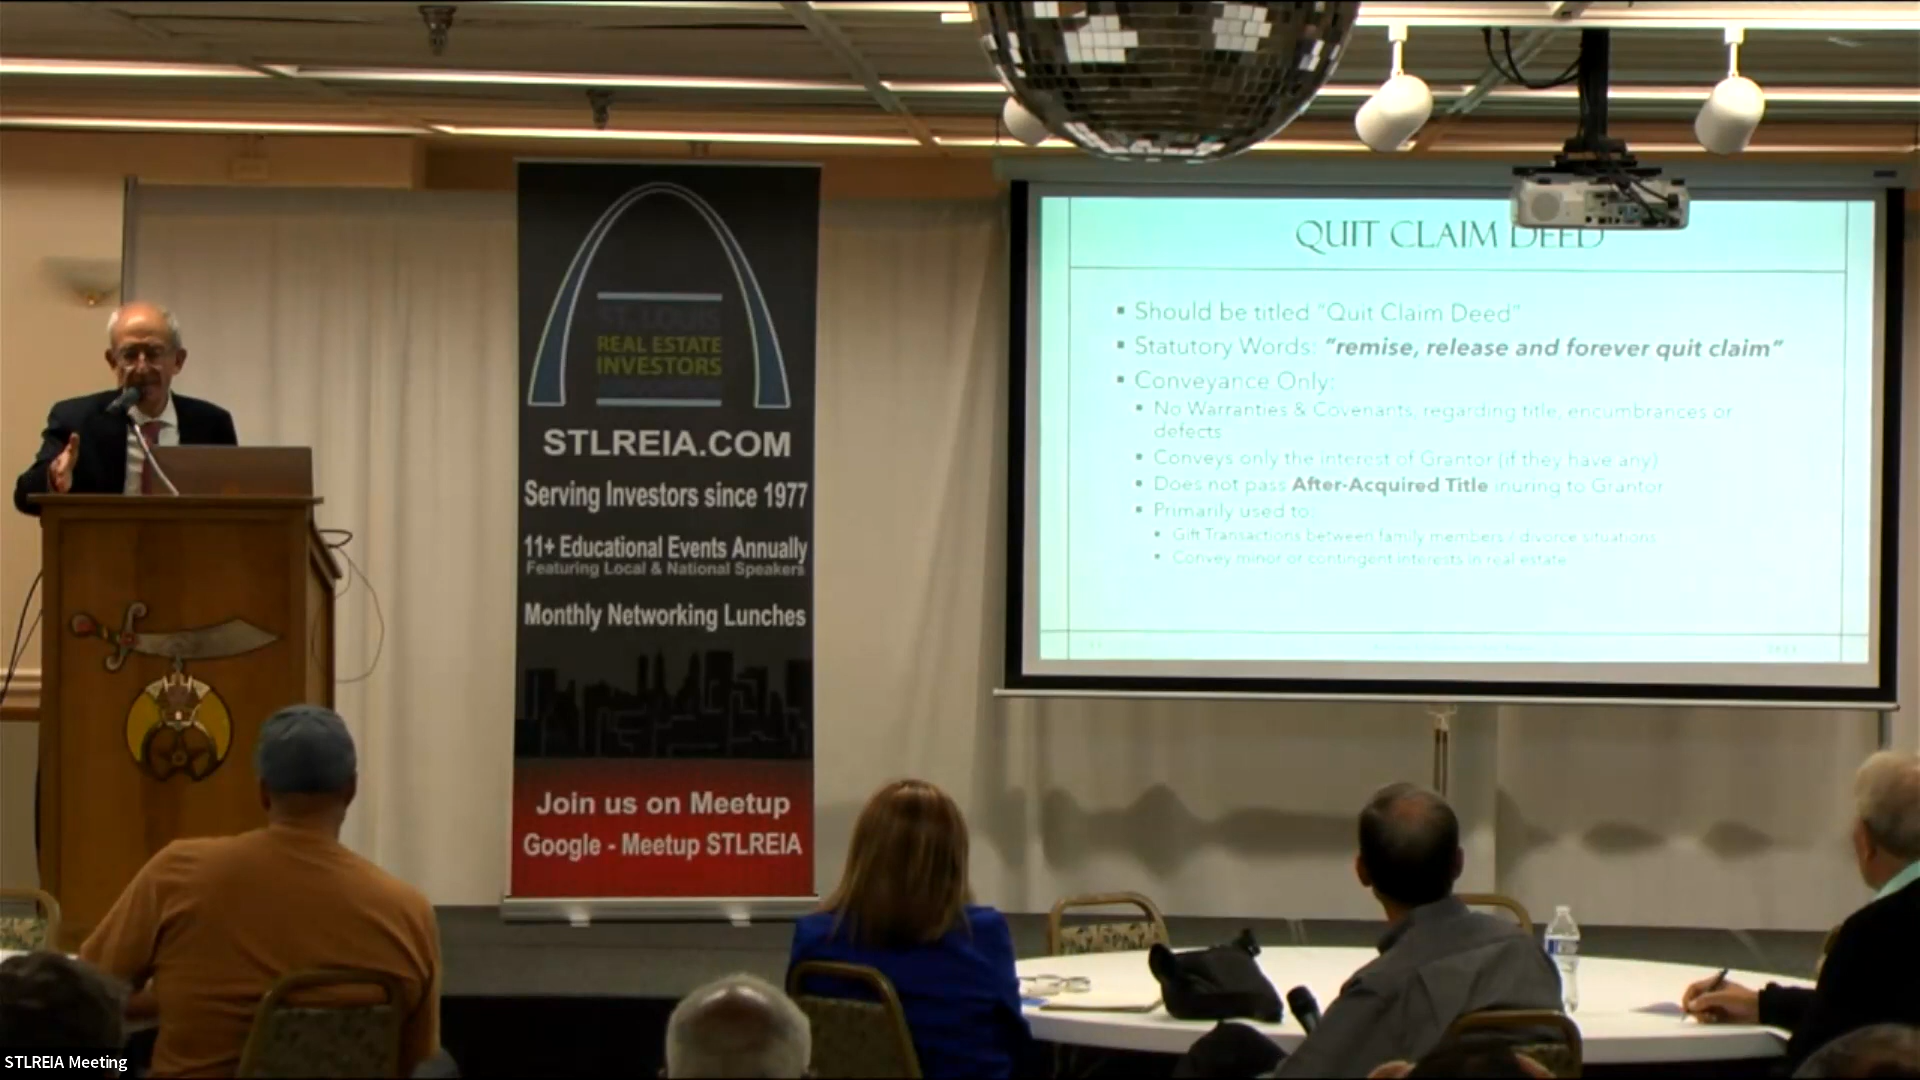 ST. LOUIS
REAL ESTATE
INVESTORS
STLREIA.COM
Serving Investors since 1977
11+ Educational Events Annually
Featuring Local & National Speakers
Monthly Networking Lunches
Join us on Meetup
Google - Meetup STLREIA
QUIT CLAIM DEED
▪ Should be titled “Quit Claim Deed”
▪ Statutory Words: “remise, release and forever quit claim”
▪ Conveyance Only:
▪ No Warranties & Covenants, regarding title, encumbrances or
defects
▪ Conveys only the interest of Grantor (if they have any)
▪ Does not pass After-Acquired Title inuring to Grantor
▪ Primarily used to:
▪ Gift Transactions between family members / divorce situations
▪ Convey minor or contingent interests in real estate
STLREIA Meeting